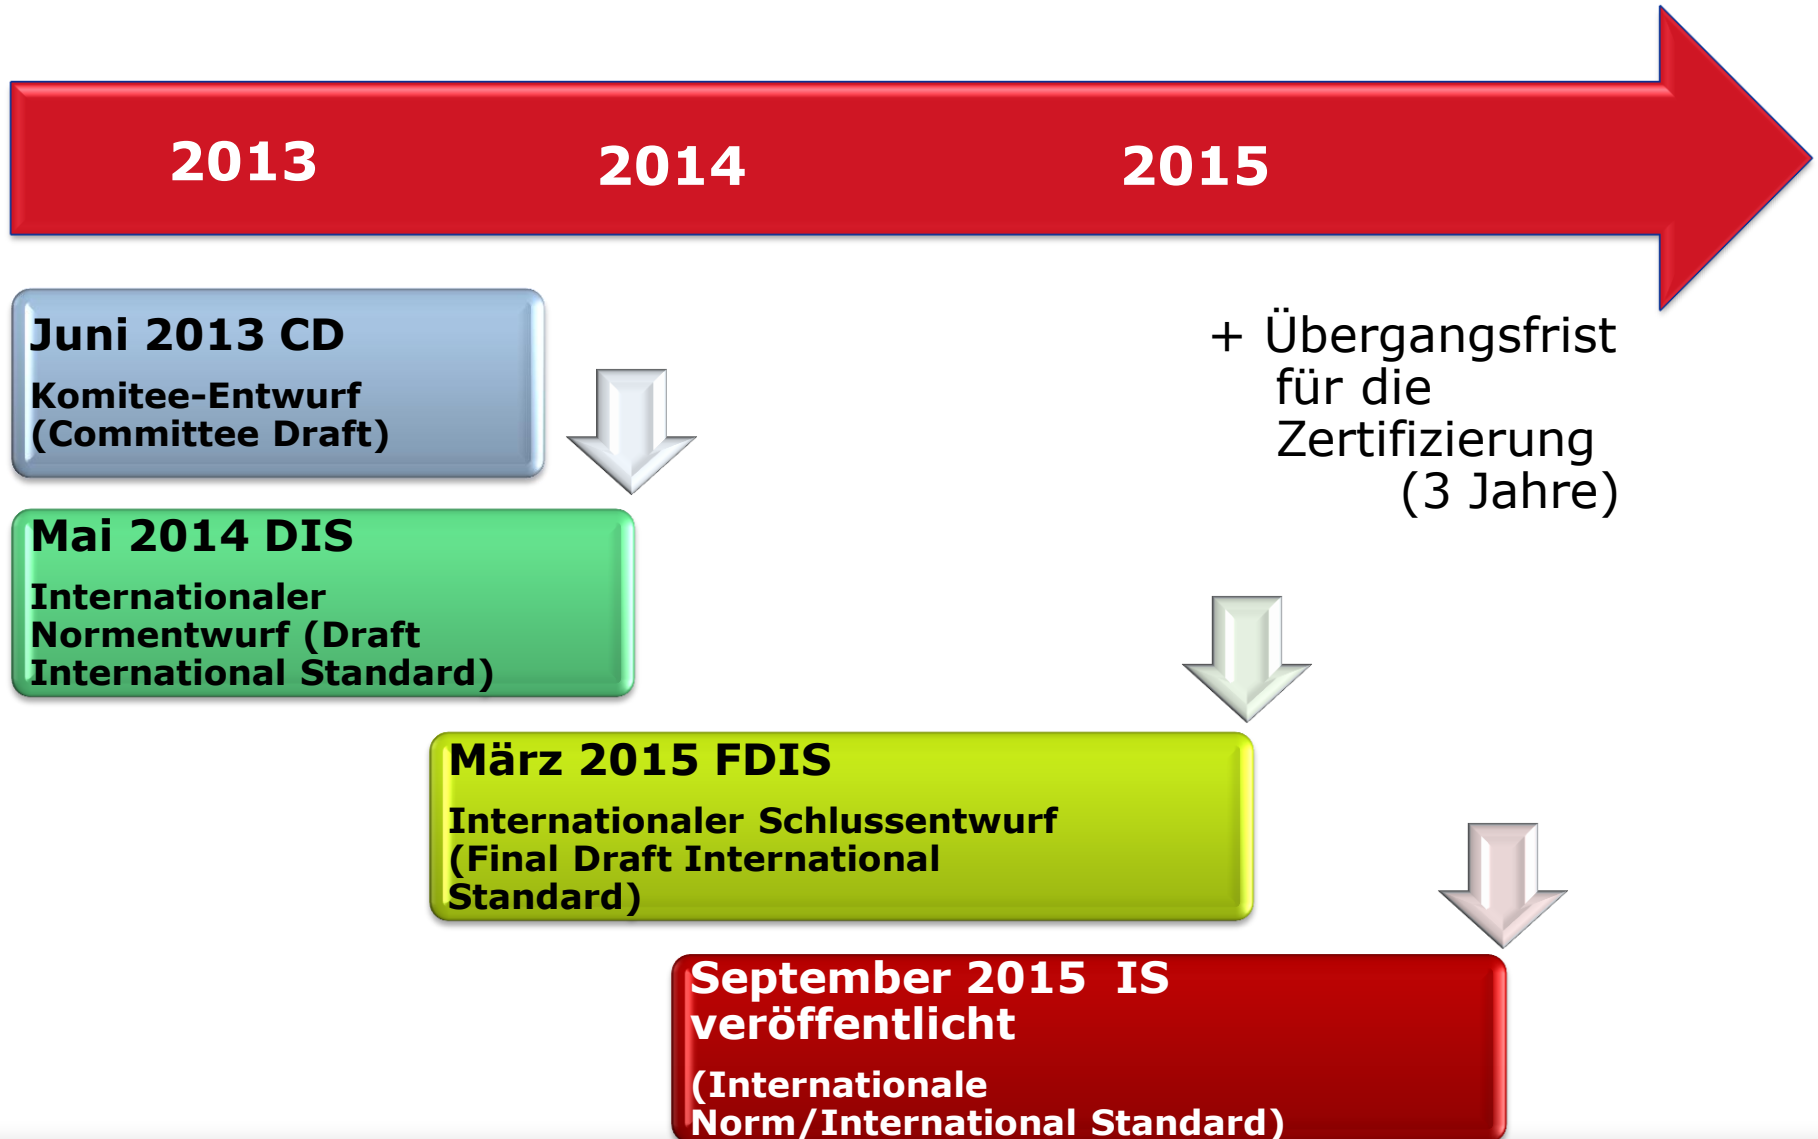 2013
2014
2015
Juni 2013 CD
Komitee-Entwurf
(Committee Draft)
+ Übergangsfrist
für die
Zertifizierung
(3 Jahre)
Mai 2014 DIS
Internationaler
Normentwurf (Draft
International Standard)
März 2015 FDIS
Internationaler Schlussentwurf
(Final Draft International
Standard)
September 2015 IS
veröffentlicht
(Internationale
Norm/International Standard)